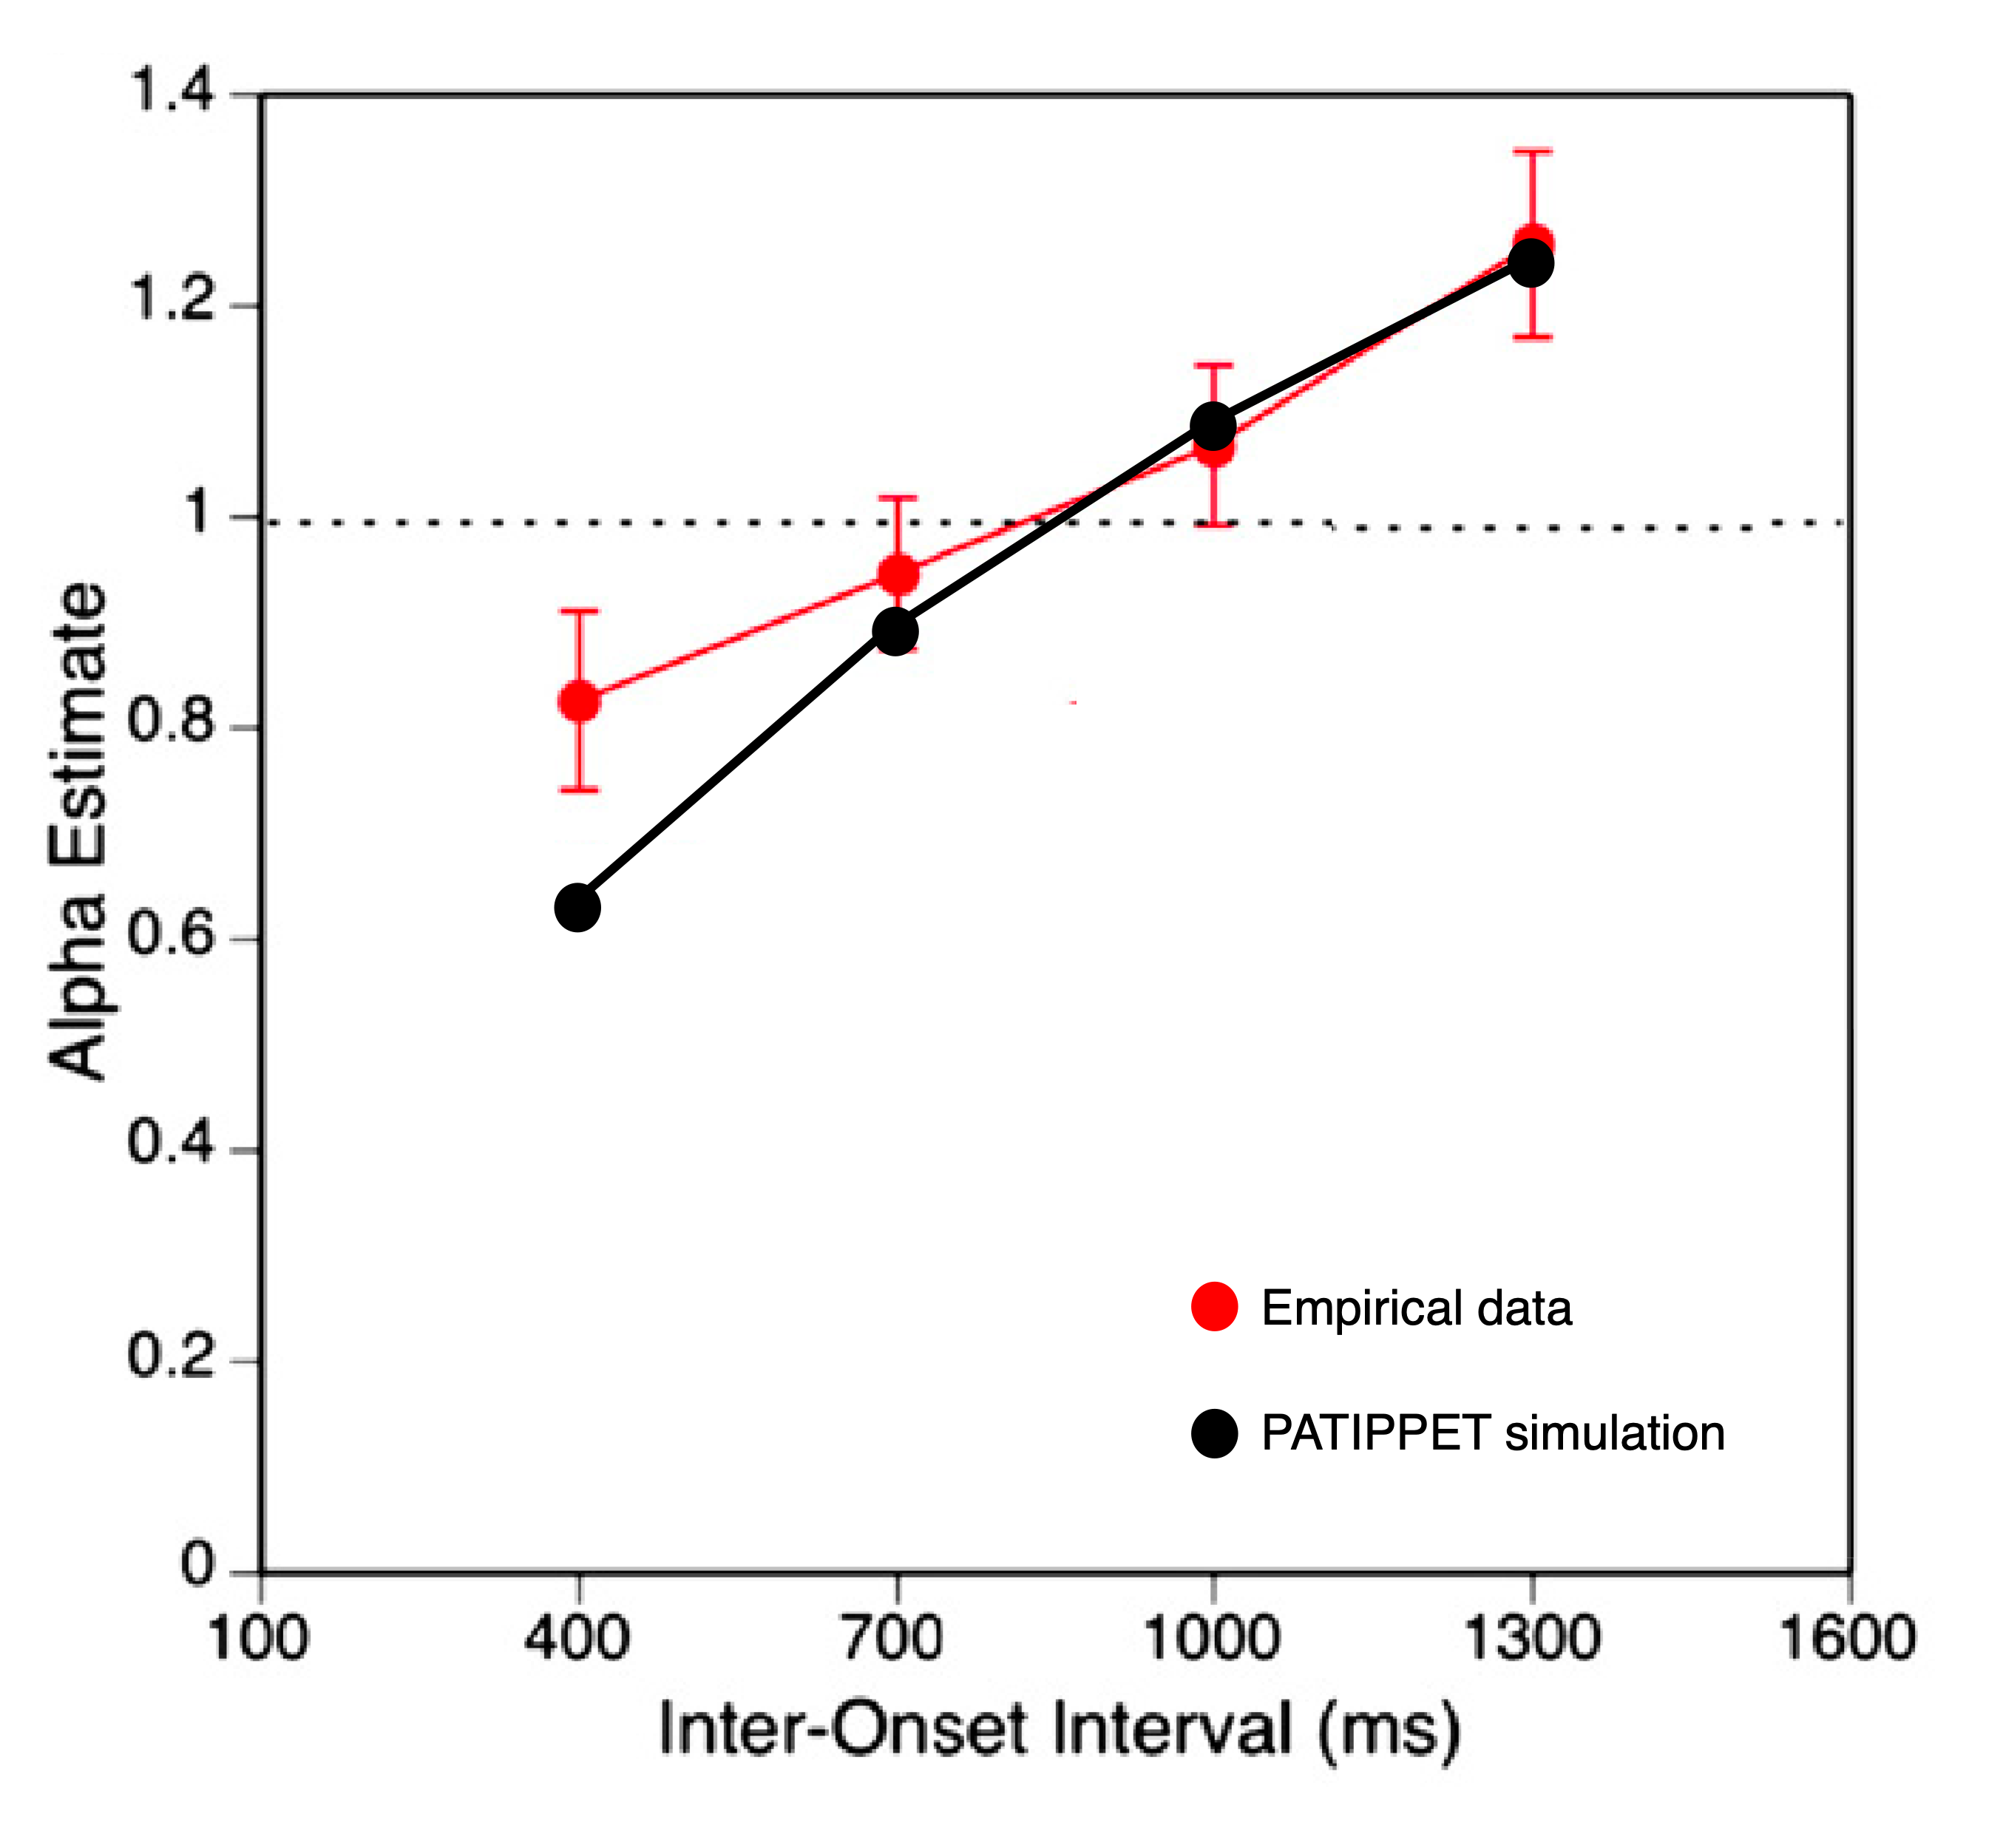 1.4
1.2
1
0.8
0.6
0.4
0.2
0
Alpha Estimate
100 400 700 1000 1300 1600
Inter-Onset Interval (ms)
Empirical data
PATIPPET simulation